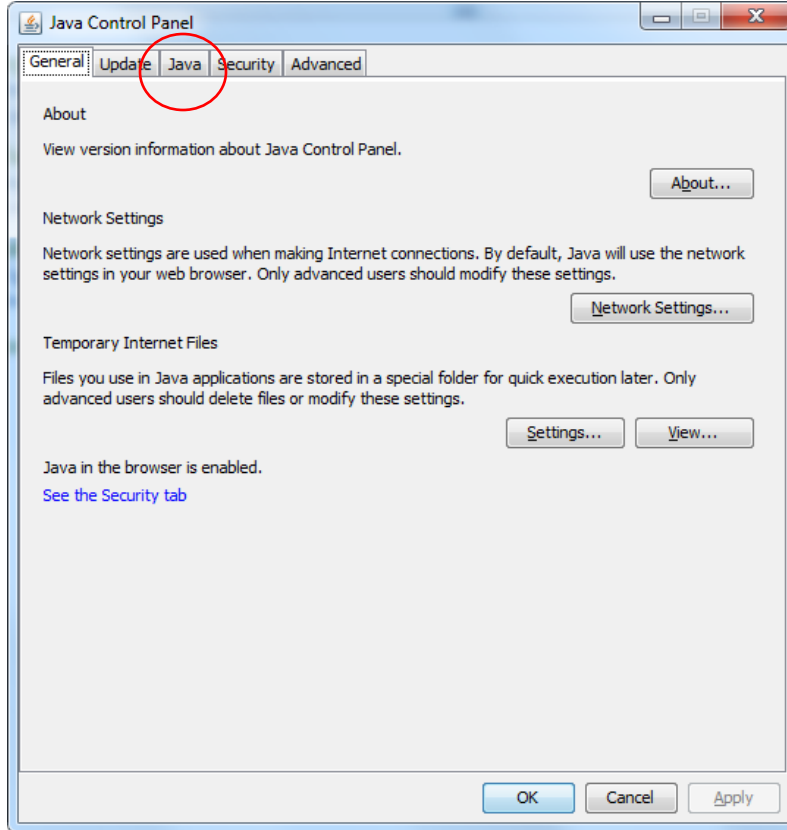 Java Control Panel
General Update Java Security Advanced
About
View version information about Java Control Panel.
About...
Network Settings
Network settings are used when making Internet connections. By default, Java will use the network
settings in your web browser. Only advanced users should modify these settings.
Network Settings...
Temporary Internet Files
Files you use in Java applications are stored in a special folder for quick execution later. Only
advanced users should delete files or modify these settings.
Settings... View...
Java in the browser is enabled.
See the Security tab
OK Cancel Apply